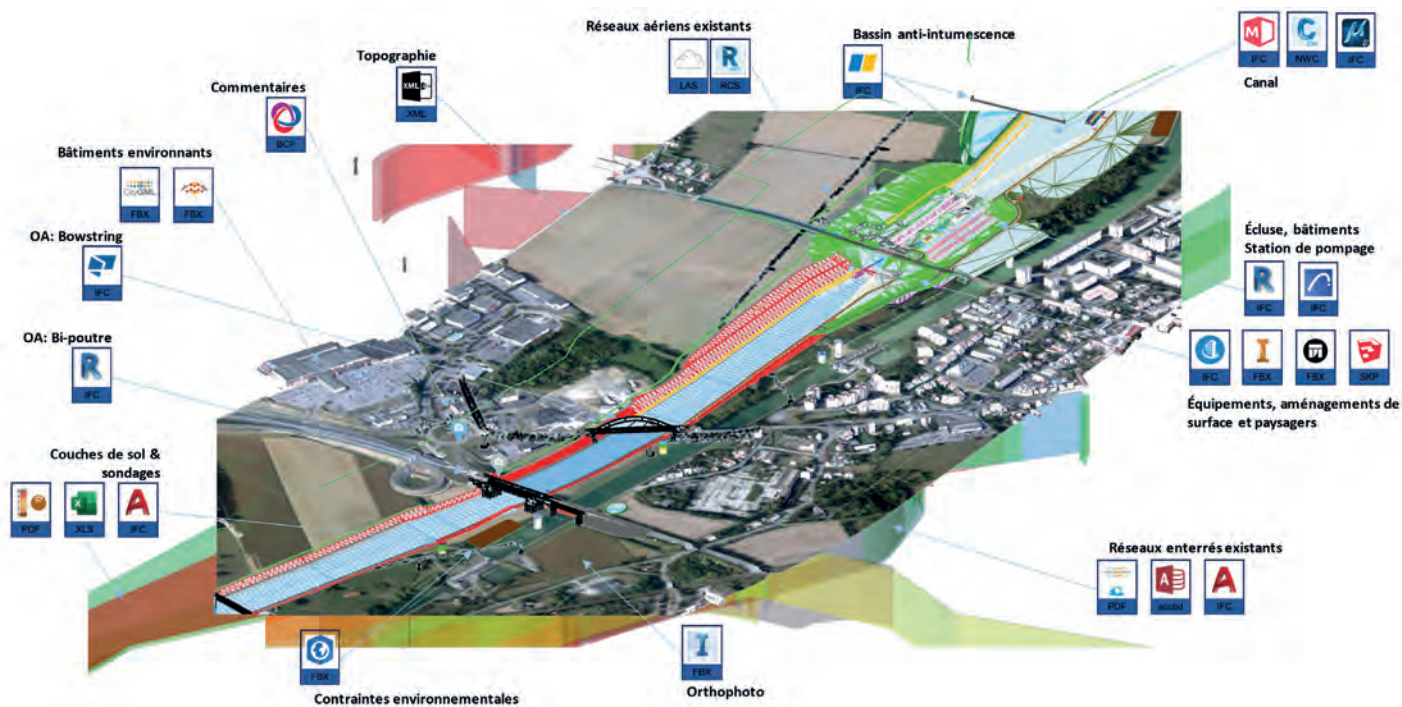 Réseaux aériens existants
LAS
RCS
Bassin anti-intumescence
IFC
IFC
NWC
IFC
Canal
Topographie
XML
XML
Commentaires
BCF
Bâtiments environnants
CityGML
FBX
FBX
OA: Bowstring
IFC
OA: Bi-poutre
IFC
Écluse, bâtiments
Station de pompage
IFC
IFC
IFC
FBX
FBX
SKP
Équipements, aménagements de
surface et paysagers
Couches de sol &
sondages
PDF
XLS
IFC
Réseaux enterrés existants
PDF
accbd
IFC
FBX
Contraintes environnementales
FBX
Orthophoto